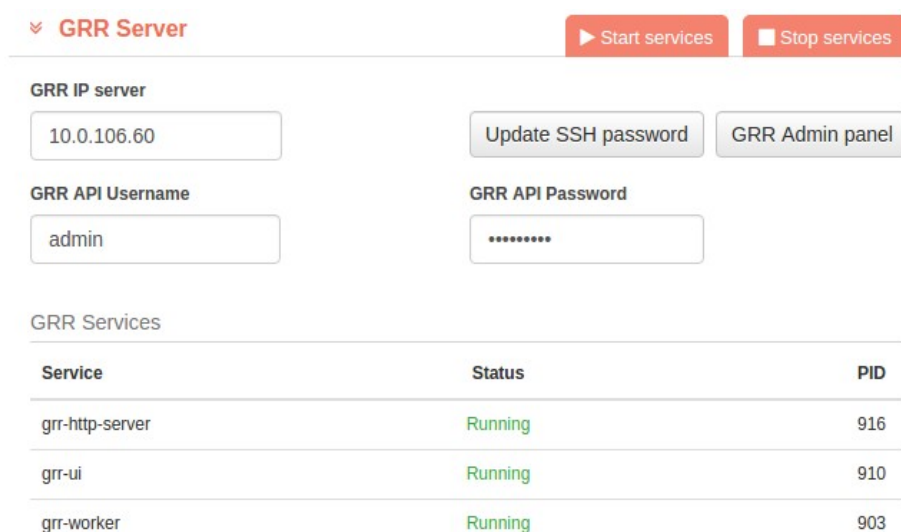 GRR Server
Start services
Stop services
GRR IP server
10.0.106.60
Update SSH password
GRR Admin panel
GRR API Username
GRR API Password
admin
•••••••••
GRR Services
Service Status PID
grr-http-server Running 916
grr-ui Running 910
grr-worker Running 903